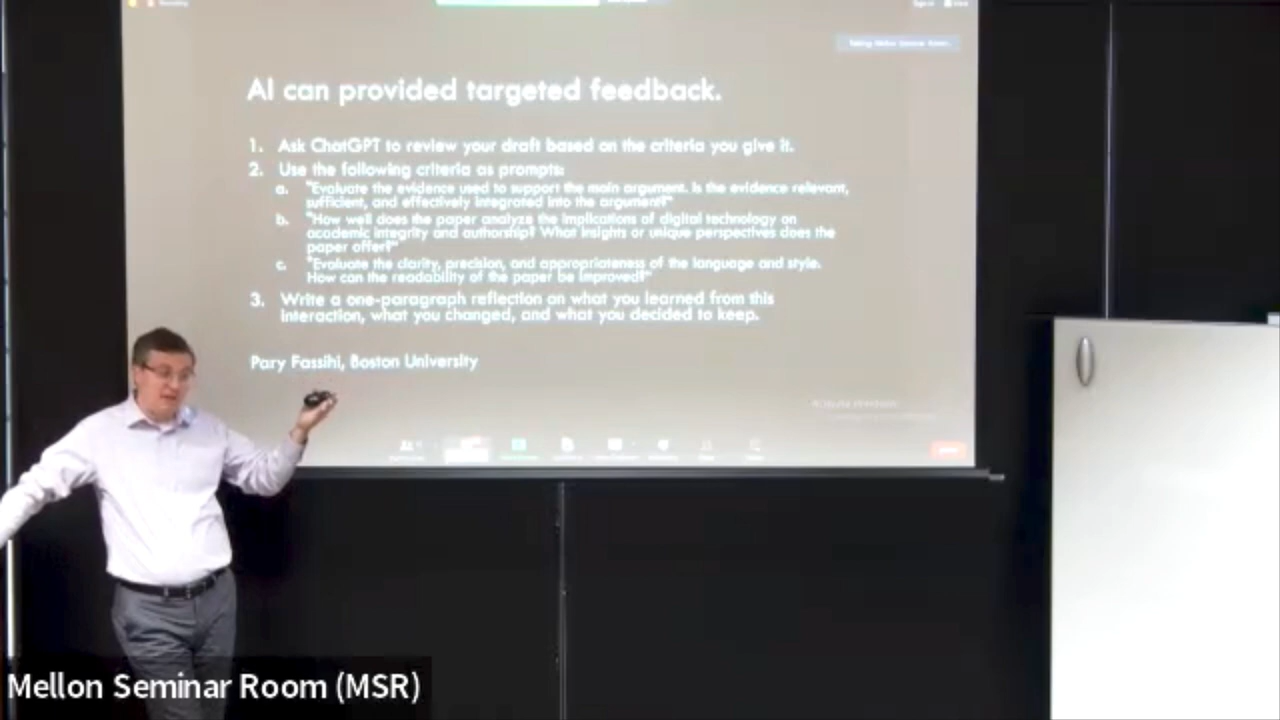 AI can provided targeted feedback.
1. Ask ChatGPT to review your draft based on the criteria you give it.
2. Use the following criteria as prompts:
a. "Evaluate the evidence used to support the main argument. Is the evidence relevant,
sufficient, and effectively integrated into the argument?"
b. "How well does the paper analyze the implications of digital technology on
academic integrity and authorship? What insights or unique perspectives does the
paper offer?"
c. "Evaluate the clarity, precision, and appropriateness of the language and style.
How can the readability of the paper be improved?"
3. Write a one-paragraph reflection on what you learned from this
interaction, what you changed, and what you decided to keep.
Pary Fassihi, Boston University
Mellon Seminar Room (MSR)